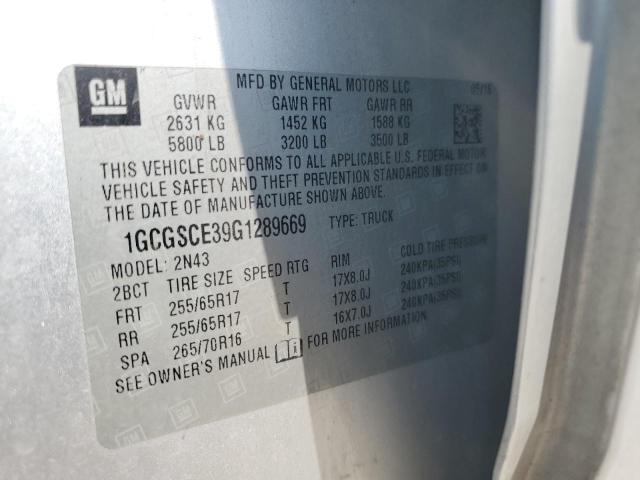 GM
MFD BY GENERAL MOTORS LLC 05/16
GVWR GAWR FRT GAWR RR
2631 KG 1452 KG 1588 KG
5800 LB 3200 LB 3500 LB
THIS VEHICLE CONFORMS TO ALL APPLICABLE U.S. FEDERAL MOTOR
VEHICLE SAFETY AND THEFT PREVENTION STANDARDS IN EFFECT ON
THE DATE OF MANUFACTURE SHOWN ABOVE.
1GCGSCE39G1289669 TYPE: TRUCK
MODEL: 2N43
2BCT TIRE SIZE SPEED RTG RIM COLD TIRE PRESSURE
FRT 255/65R17 T 17X8.0J 240KPA(35PSI)
RR 255/65R17 T 17X8.0J 240KPA(35PSI)
SPA 265/70R16 T 16X7.0J 240KPA(35PSI)
SEE OWNER'S MANUAL FOR MORE INFORMATION